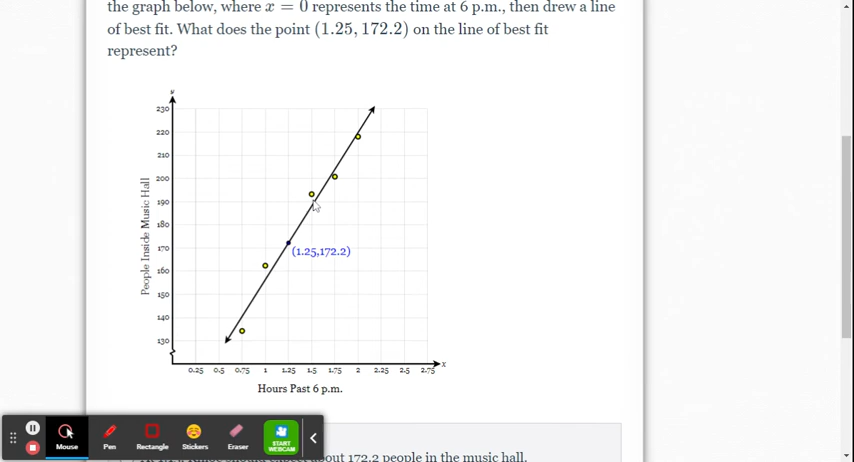 the graph below, where x = 0 represents the time at 6 p.m., then drew a line
of best fit. What does the point (1.25, 172.2) on the line of best fit
represent?
y
230
220
210
200
190
180
170
160
150
140
130
People Inside Music Hall
(1.25,172.2)
0.25 0.5 0.75 1 1.25 1.5 1.75 2 2.25 2.5 2.75 x
Hours Past 6 p.m.
Mouse Pen Rectangle Stickers Eraser START WEBCAM
out 172.2 people in the music hall.